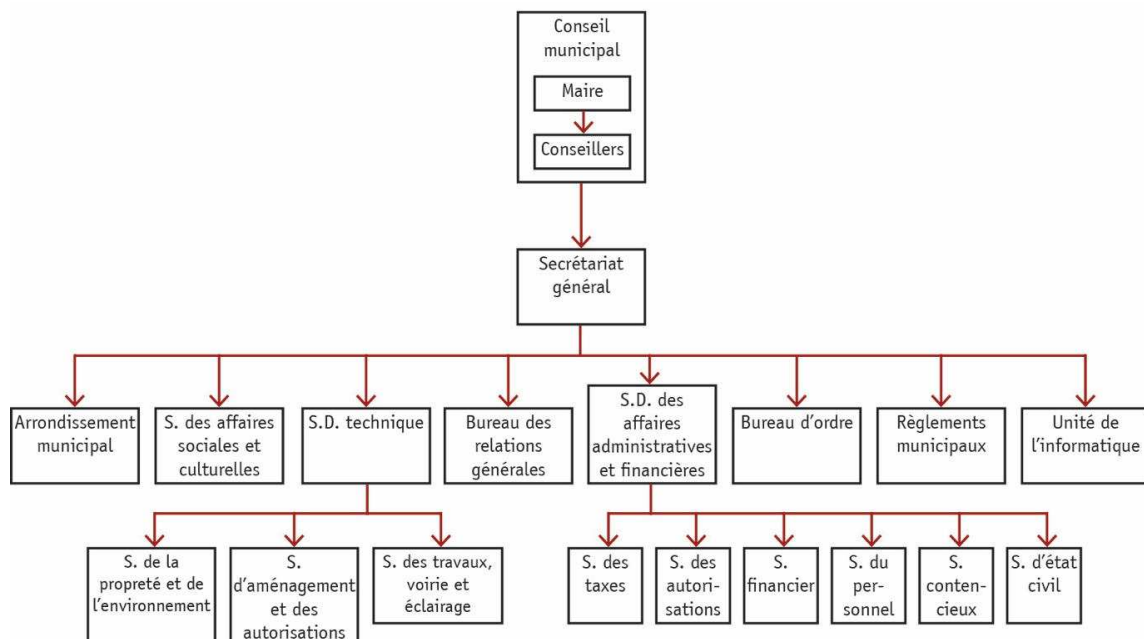 Conseil
municipal
Maire
Conseillers
Secrétariat
général
Arrondissement
municipal
S. des affaires
sociales et
culturelles
S.D. technique
Bureau des
relations
générales
S.D. des
affaires
administratives
et financières
Bureau d'ordre
Règlements
municipaux
Unité de
l'informatique
S. de la
propreté et de
l'environnement
S.
d'aménagement
et des
autorisations
S. des travaux,
voirie et
éclairage
S. des
taxes
S. des
autori-
sations
S.
financier
S. du
per-
sonnel
S.
conten-
cieux
S. d'état
civil